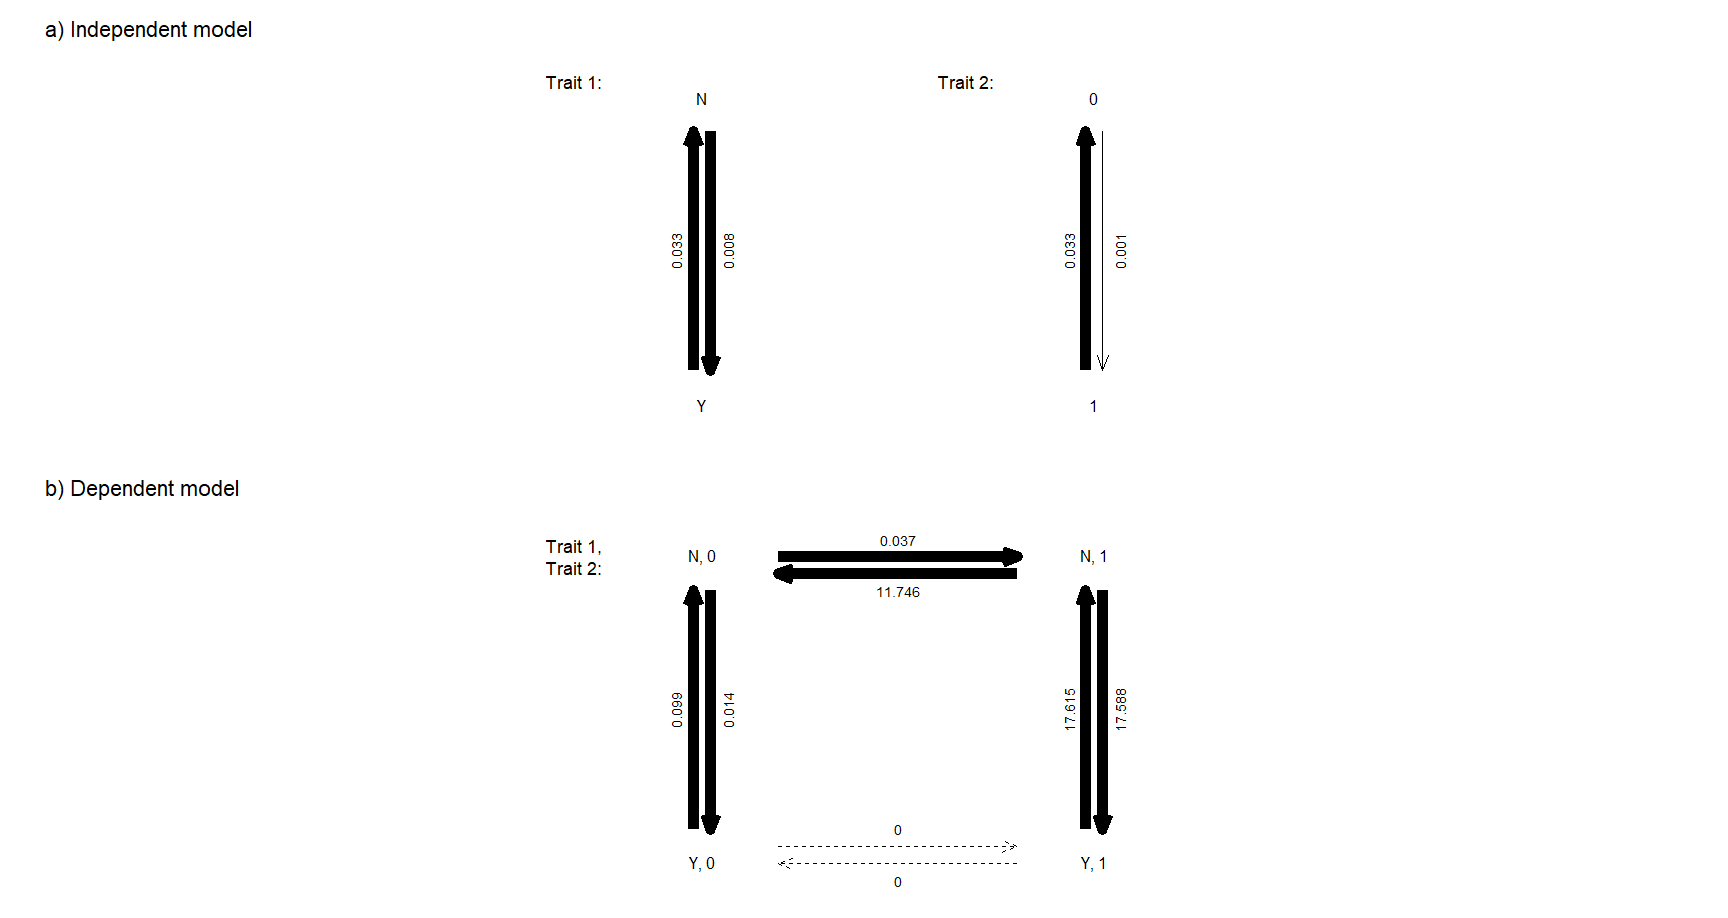 a) Independent model
Trait 1:
N
0.033
0.008
Y
Trait 2:
0
0.033
0.001
1
b) Dependent model
Trait 1,
Trait 2:
N, 0
0.037
11.746
N, 1
0.099
0.014
17.615
17.588
Y, 0
0
0
Y, 1